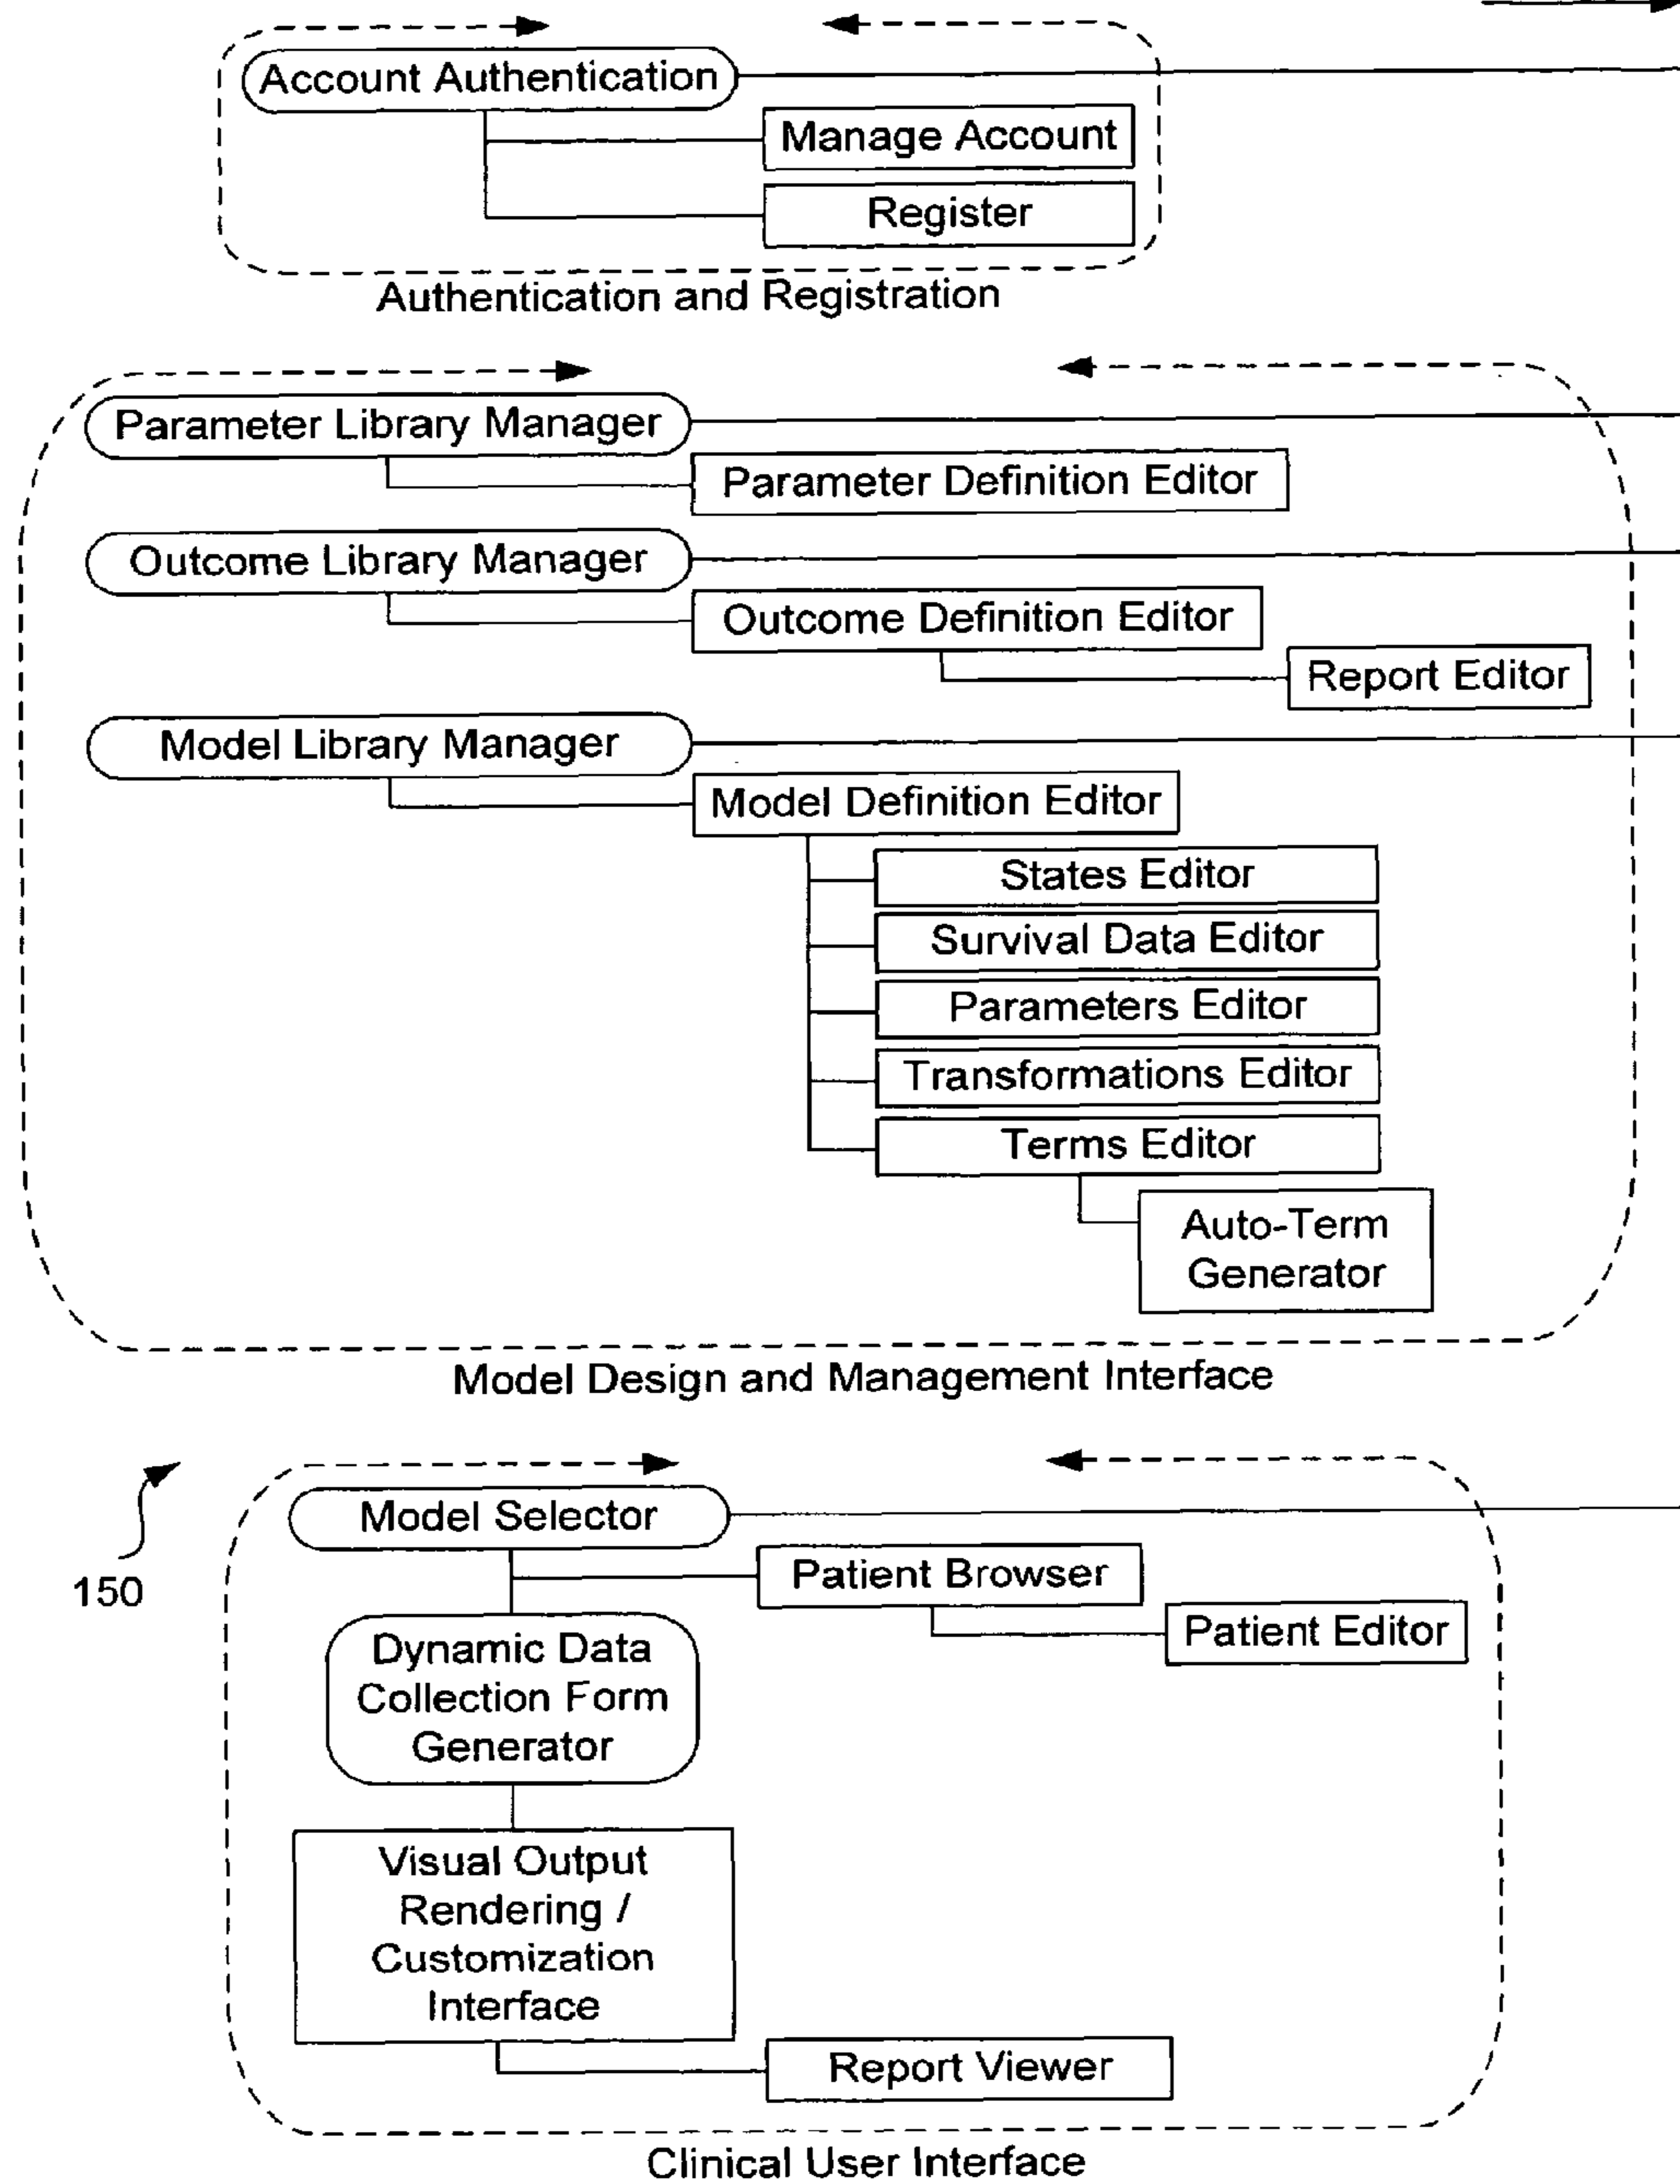 Account Authentication
Manage Account
Register
Authentication and Registration
Parameter Library Manager
Parameter Definition Editor
Outcome Library Manager
Outcome Definition Editor
Report Editor
Model Library Manager
Model Definition Editor
States Editor
Survival Data Editor
Parameters Editor
Transformations Editor
Terms Editor
Auto-Term
Generator
Model Design and Management Interface
150
Model Selector
Patient Browser
Patient Editor
Dynamic Data
Collection Form
Generator
Visual Output
Rendering /
Customization
Interface
Report Viewer
Clinical User Interface